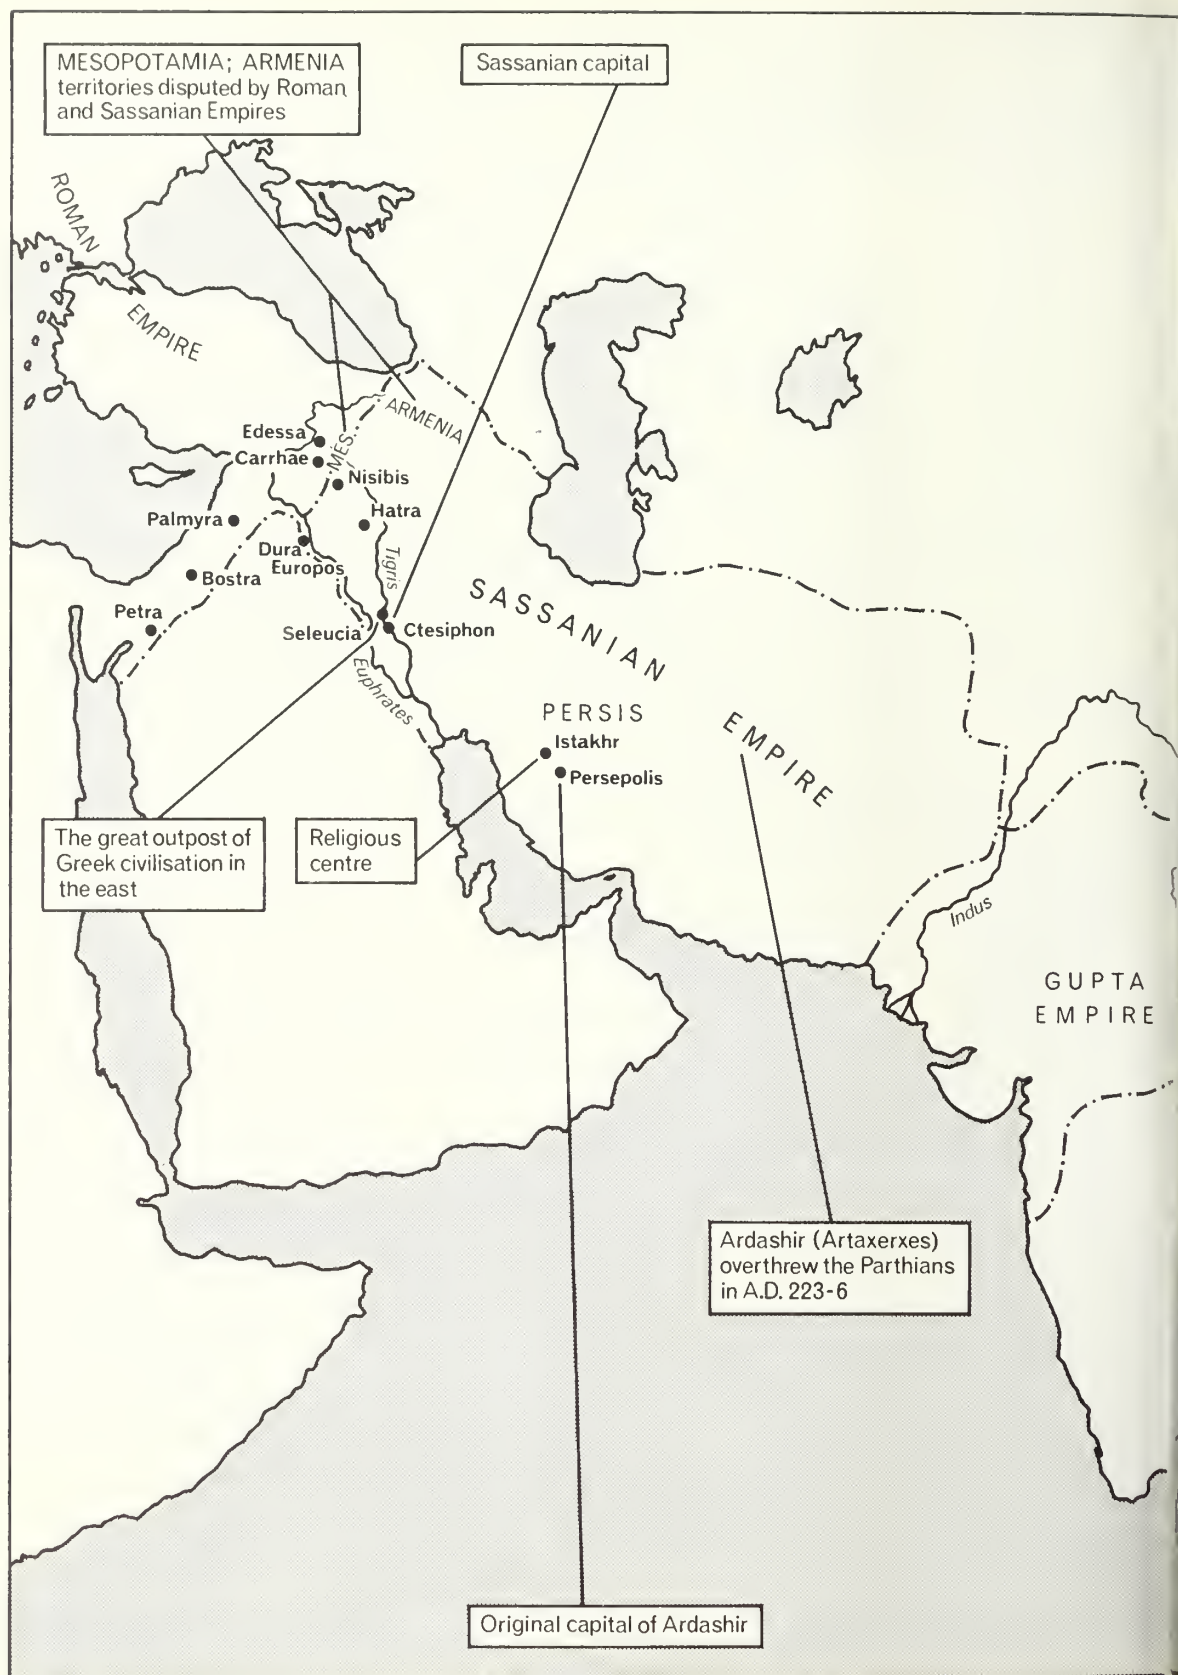 MESOPOTAMIA; ARMENIA
territories disputed by Roman
and Sassanian Empires
Sassanian capital
ROMAN
EMPIRE
ARMENIA
MES.
Edessa
Carrhae
Nisibis
Hatra
Palmyra
Dura
Europos
Tigris
Bostra
Petra
Seleucia
Ctesiphon
Euphrates
SASSANIAN
EMPIRE
PERSIS
Istakhr
Persepolis
The great outpost of
Greek civilisation in
the east
Religious
centre
Indus
GUPTA
EMPIRE
Ardashir (Artaxerxes)
overthrew the Parthians
in A.D. 223-6
Original capital of Ardashir